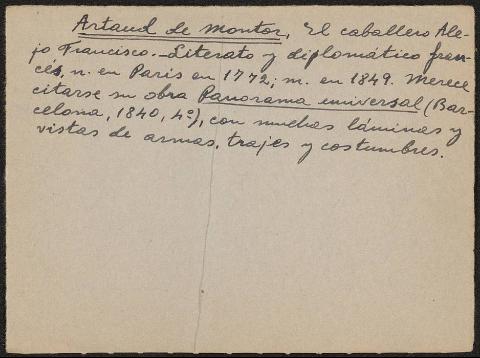 Artaud de Montor, El caballero Ale-
jo Francisco.-Literato y diplomático fran-
cés, n. en Paris en 1772; m. en 1849. Merece
citarse su obra Panorama universal (Bar-
celona, 1840, 4º), con muchas láminas y
vistas de armas, trajes y costumbres.